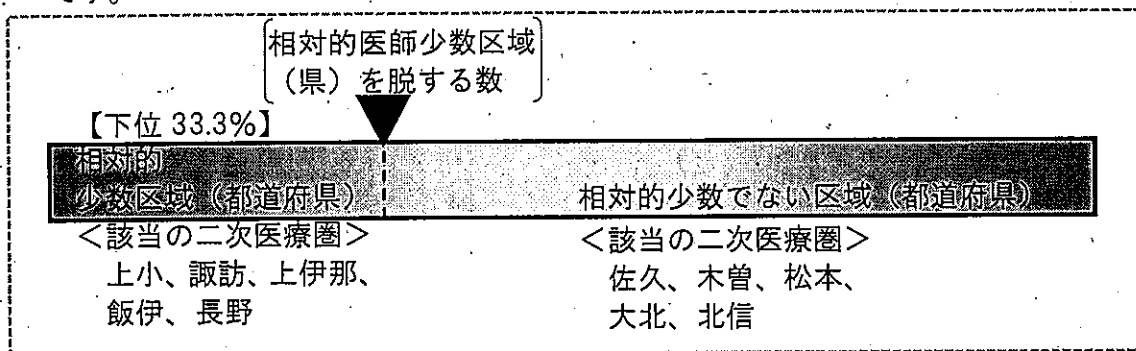 です。
相対的医師少数区域
（県）を脱する数
【下位 33.3%】
相対的
少数区域（都道府県）
相対的少数でない区域（都道府県）
＜該当の二次医療圏＞
上小、諏訪、上伊那、
飯伊、長野
＜該当の二次医療圏＞
佐久、木曽、松本、
大北、北信